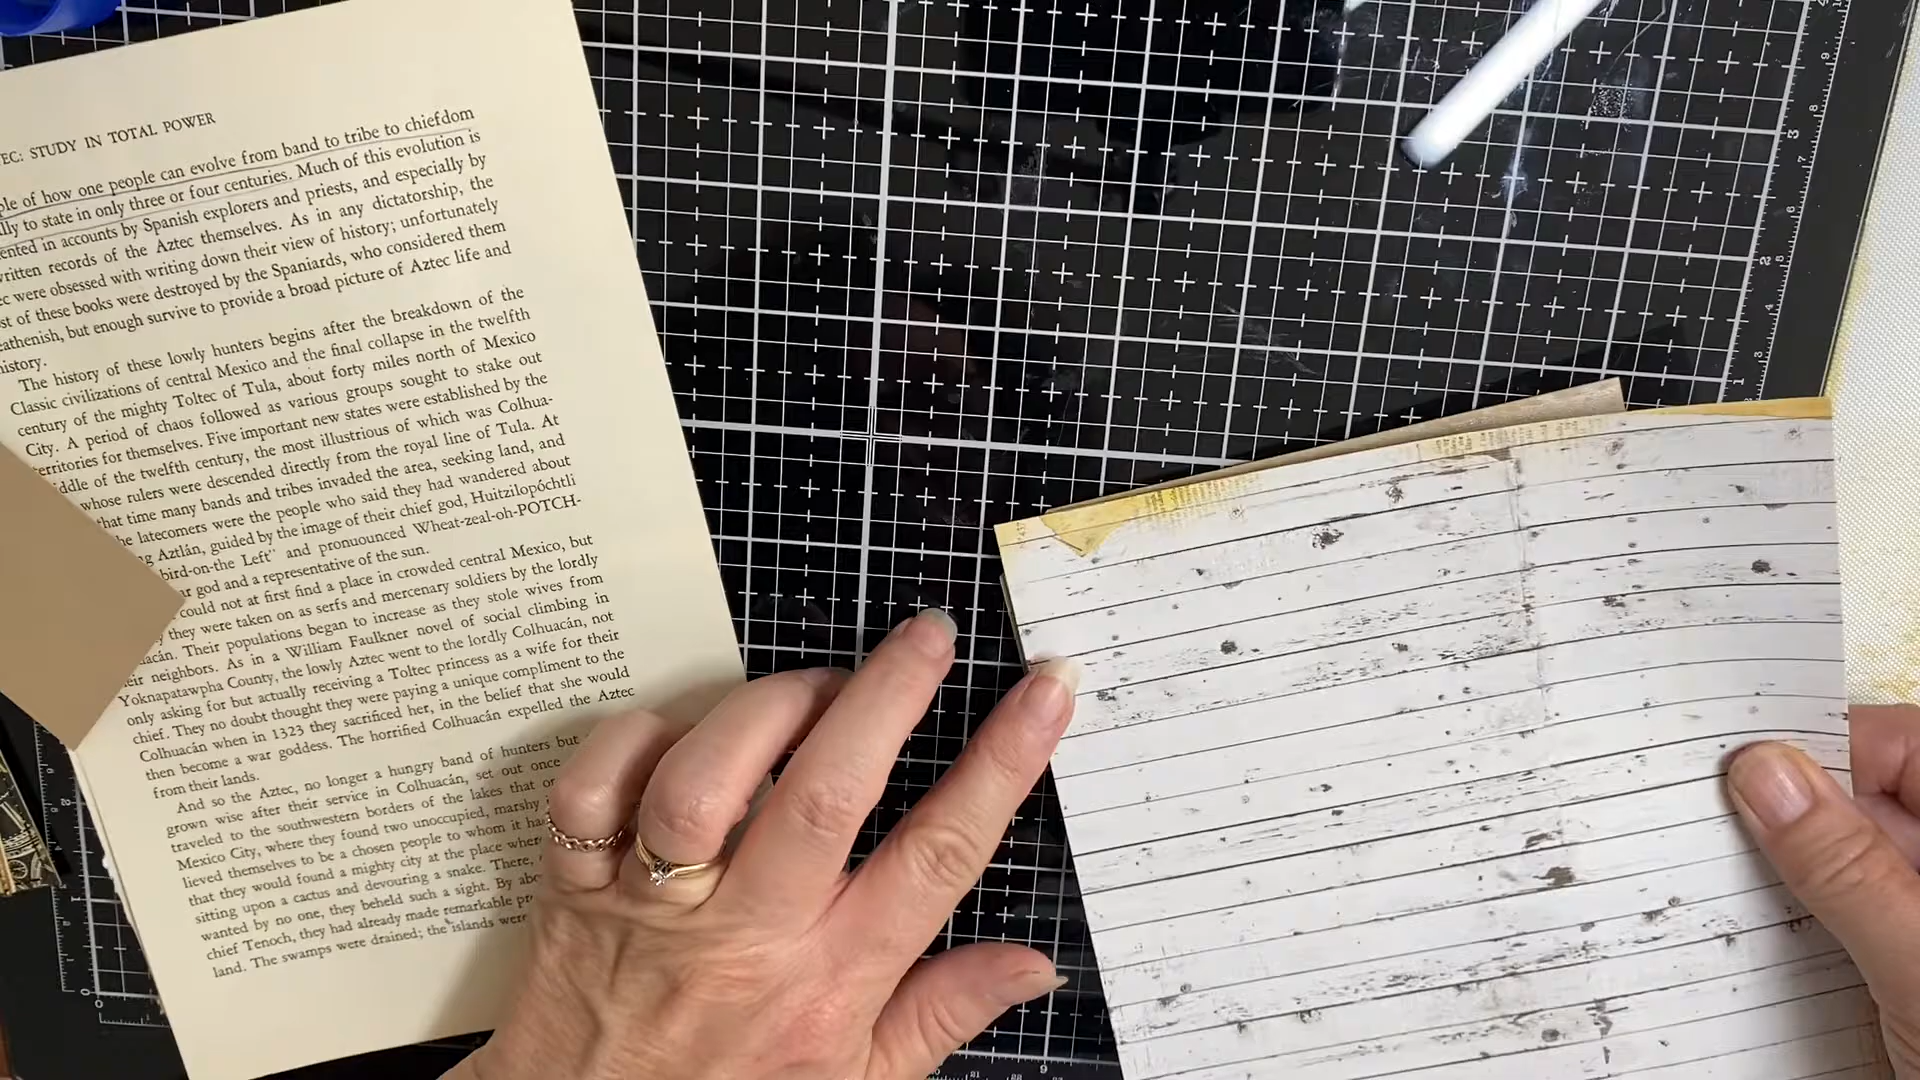 EC: STUDY IN TOTAL POWER
ple of how one people can evolve from band to tribe to chiefdom
lly to state in only three or four centuries. Much of this evolution is
ented in accounts by Spanish explorers and priests, and especially by
written records of the Aztec themselves. As in any dictatorship, the
c were obsessed with writing down their view of history; unfortunately
st of these books were destroyed by the Spaniards, who considered them
eathenish, but enough survive to provide a broad picture of Aztec life and
history.
The history of these lowly hunters begins after the breakdown of the
Classic civilizations of central Mexico and the final collapse in the twelfth
century of the mighty Toltec of Tula, about forty miles north of Mexico
City. A period of chaos followed as various groups sought to stake out
territories for themselves. Five important new states were established by the
iddle of the twelfth century, the most illustrious of which was Colhua-
whose rulers were descended directly from the royal line of Tula. At
that time many bands and tribes invaded the area, seeking land, and
he latecomers were the people who said they had wandered about
g Aztlán, guided by the image of their chief god, Huitzilopóchtli
bird-on-the Left" and pronuounced Wheat-zeal-oh-POTCH-
ur god and a representative of the sun.
could not at first find a place in crowded central Mexico, but
y they were taken on as serfs and mercenary soldiers by the lordly
uacán. Their populations began to increase as they stole wives from
eir neighbors. As in a William Faulkner novel of social climbing in
Yoknapatawpha County, the lowly Aztec went to the lordly Colhuacán, not
only asking for but actually receiving a Toltec princess as a wife for their
chief. They no doubt thought they were paying a unique compliment to the
Colhuacán when in 1323 they sacrificed her, in the belief that she would
then become a war goddess. The horrified Colhuacán expelled the Aztec
from their lands.
And so the Aztec, no longer a hungry band of hunters but
grown wise after their service in Colhuacán, set out once
traveled to the southwestern borders of the lakes that
Mexico City, where they found two unoccupied, marshy
lieved themselves to be a chosen people to whom it ha
that they would found a mighty city at the place wher
sitting upon a cactus and devouring a snake. There,
wanted by no one, they beheld such a sight. By abo
chief Tenoch, they had already made remarkable pr
land. The swamps were drained; the islands were